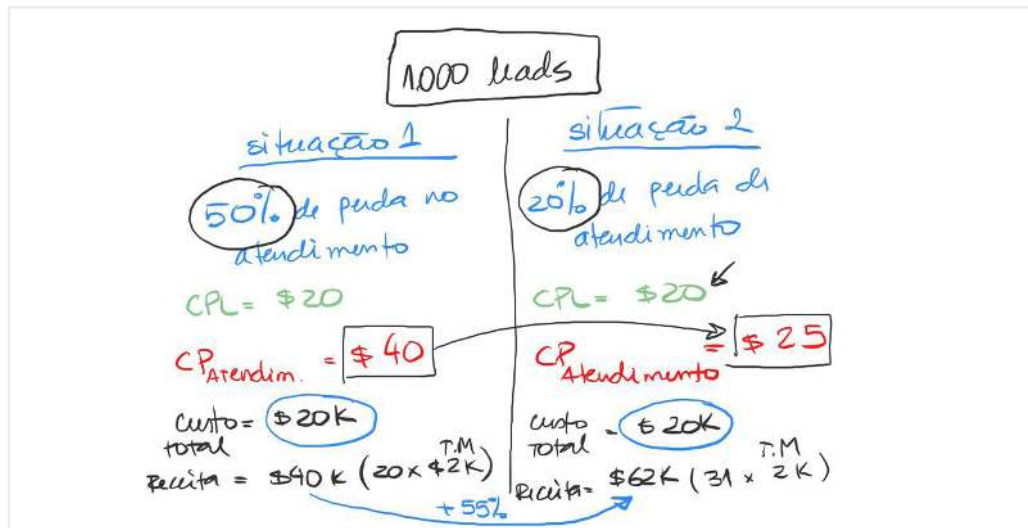 1.000 leads
situação 1
50% de perda no
atendimento
CPL = $20
CP Atendim. = $40
custo total = $20K
Receita = $40K (20 x $2K) T.M
situação 2
20% de perda de
atendimento
CPL = $20
CP Atendimento = $25
custo total = $20K
Receita = $62K (31 x 2K) T.M
+55%